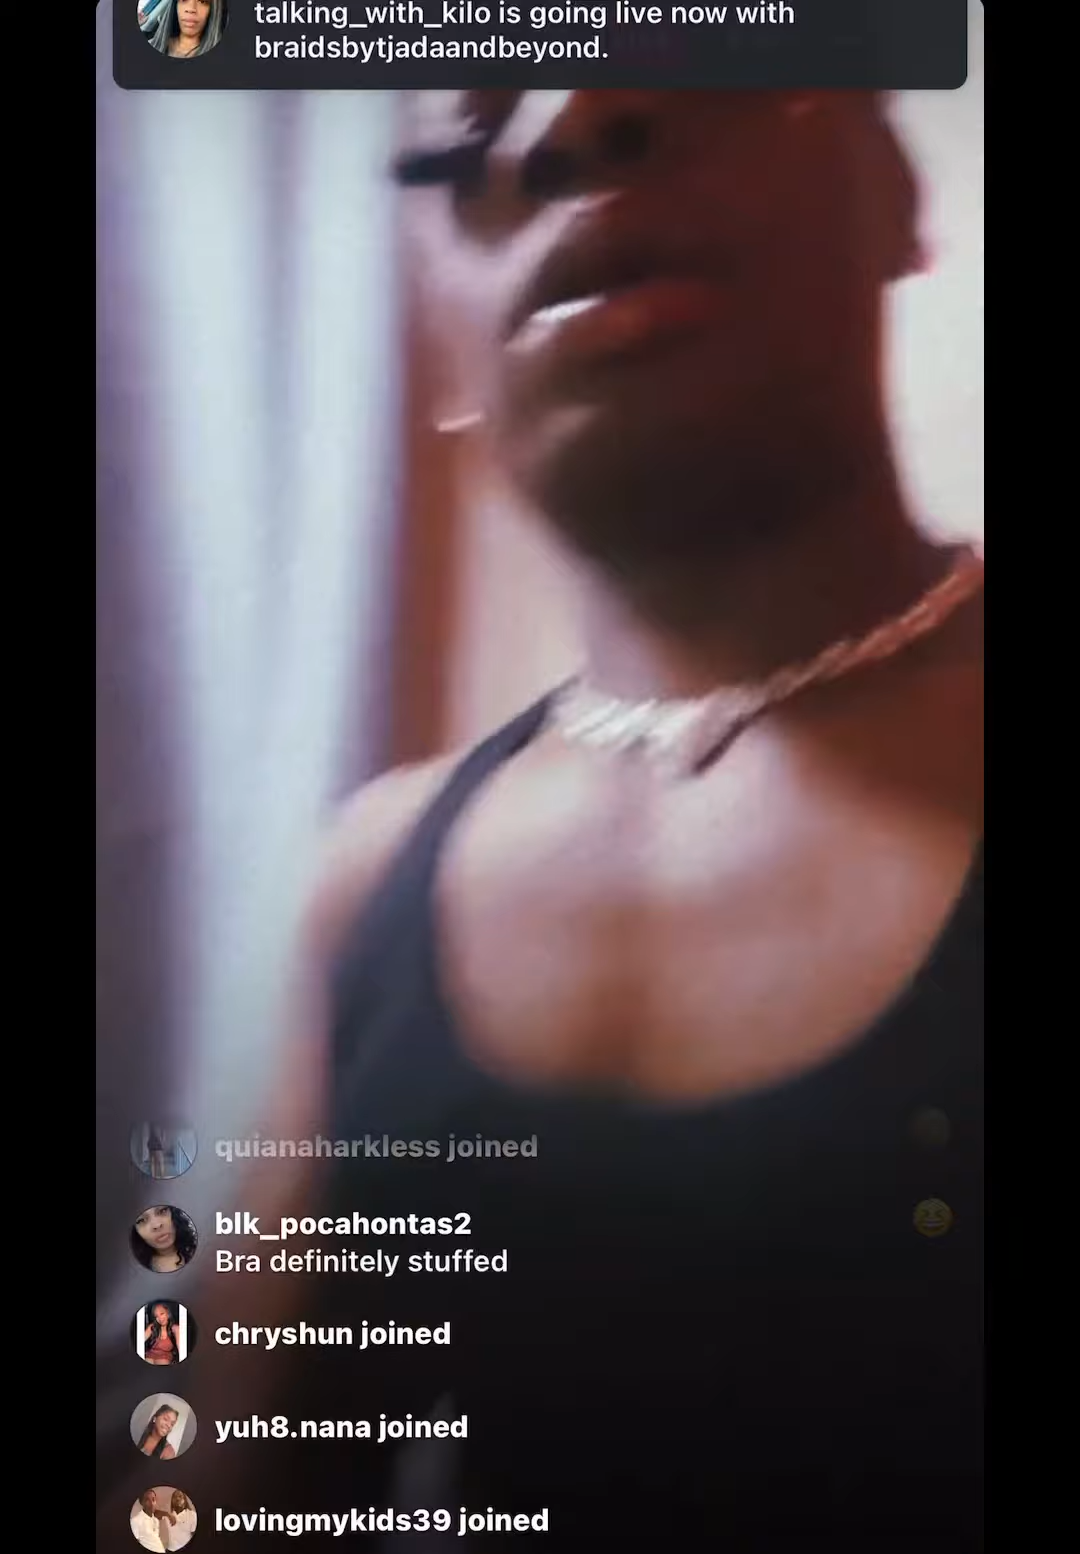 talking_with_kilo is going live now with
braidsbytjadaandbeyond.
quianaharkless joined
blk_pocahontas2
Bra definitely stuffed
chryshun joined
yuh8.nana joined
lovingmykids39 joined